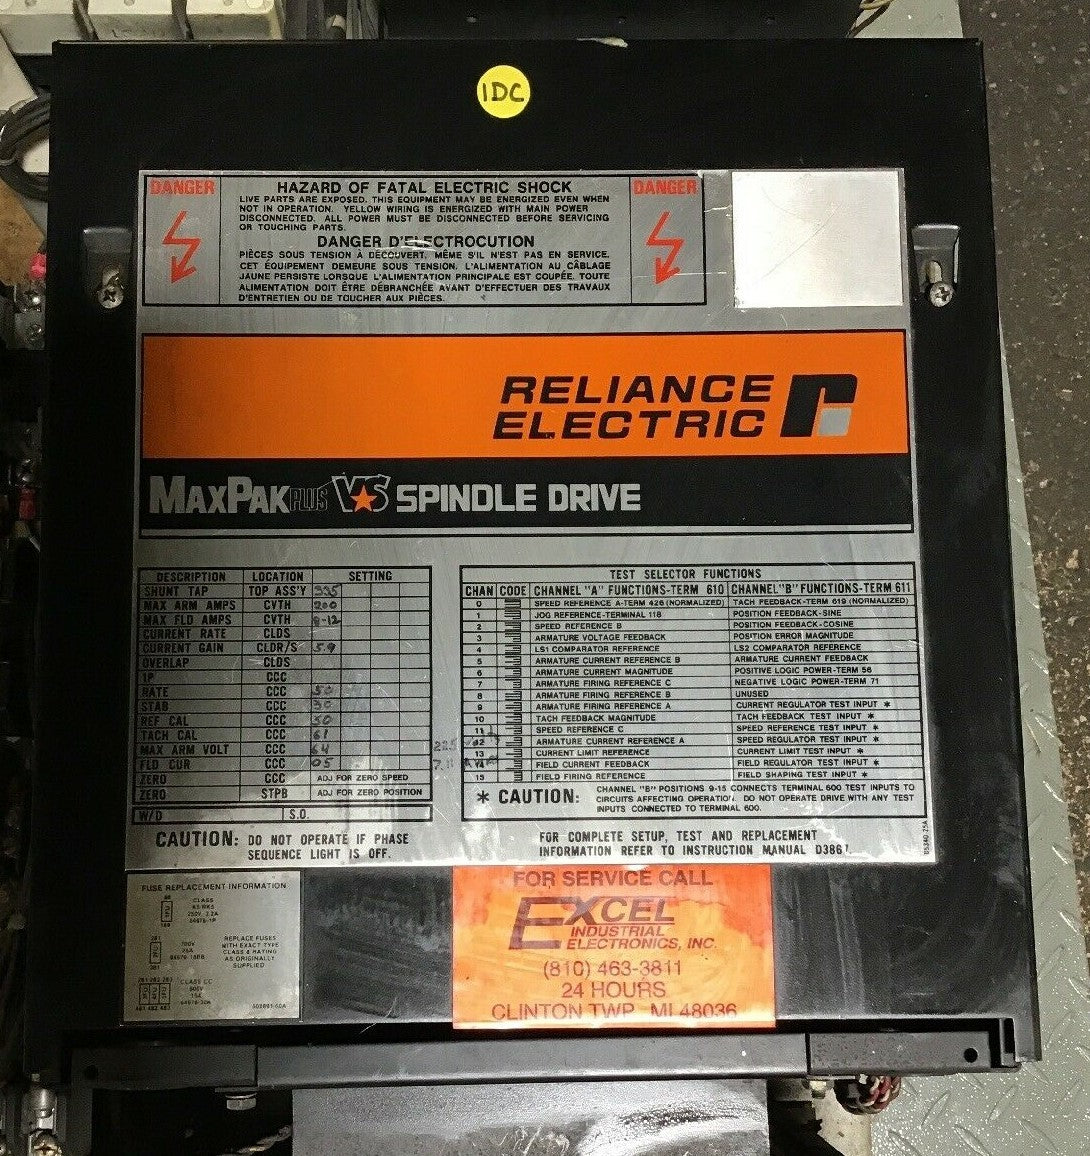 1DC
DANGER
HAZARD OF FATAL ELECTRIC SHOCK
LIVE PARTS ARE EXPOSED. THIS EQUIPMENT MAY BE ENERGIZED EVEN WHEN
NOT IN OPERATION. YELLOW WIRING IS ENERGIZED WITH MAIN POWER
DISCONNECTED. ALL POWER MUST BE DISCONNECTED BEFORE SERVICING
OR TOUCHING PARTS.
DANGER D'ELECTROCUTION
PIÈCES SOUS TENSION À DÉCOUVERT. MÊME S'IL N'EST PAS EN SERVICE.
CET ÉQUIPEMENT DEMEURE SOUS TENSION. L'ALIMENTATION AU CÂBLAGE
JAUNE PERSISTE LORSQUE L'ALIMENTATION PRINCIPALE EST COUPÉE. TOUTE
ALIMENTATION DOIT ÊTRE DÉBRANCHÉE AVANT D'EFFECTUER DES TRAVAUX
D'ENTRETIEN OU DE TOUCHER AUX PIÈCES.
DANGER
RELIANCE
ELECTRIC
MAXPAK PLUS VS SPINDLE DRIVE
DESCRIPTION LOCATION SETTING
SHUNT TAP TOP ASS'Y 335
MAX ARM AMPS CVTH 200
MAX FLD AMPS CVTH 8-12
CURRENT RATE CLDS
CURRENT GAIN CLDR/S 59
OVERLAP CLDS
IP CCC
RATE CCC 50
STAB CCC 30
REF CAL CCC 50
TACH CAL CCC 61
MAX ARM VOLT CCC 64
FLD CUR CCC 05
ZERO CCC ADJ FOR ZERO SPEED
ZERO STPB ADJ FOR ZERO POSITION
W/D S.O.
CAUTION: DO NOT OPERATE IF PHASE
SEQUENCE LIGHT IS OFF.
TEST SELECTOR FUNCTIONS
CHAN CODE CHANNEL "A" FUNCTIONS-TERM 610 CHANNEL "B" FUNCTIONS-TERM 611
0 SPEED REFERENCE A-TERM 426 (NORMALIZED) TACH FEEDBACK-TERM 619 (NORMALIZED)
1 JOG REFERENCE-TERMINAL 118 POSITION FEEDBACK-SINE
2 SPEED REFERENCE B POSITION FEEDBACK-COSINE
3 ARMATURE VOLTAGE FEEDBACK POSITION ERROR MAGNITUDE
4 LS1 COMPARATOR REFERENCE LS2 COMPARATOR REFERENCE
5 ARMATURE CURRENT REFERENCE B ARMATURE CURRENT FEEDBACK
6 ARMATURE CURRENT MAGNITUDE POSITIVE LOGIC POWER-TERM 56
7 ARMATURE FIRING REFERENCE C NEGATIVE LOGIC POWER-TERM 71
8 ARMATURE FIRING REFERENCE B UNUSED
9 ARMATURE FIRING REFERENCE A CURRENT REGULATOR TEST INPUT *
10 TACH FEEDBACK MAGNITUDE TACH FEEDBACK TEST INPUT *
11 SPEED REFERENCE C SPEED REFERENCE TEST INPUT *
12 ARMATURE CURRENT REFERENCE A SPEED REGULATOR TEST INPUT *
13 CURRENT LIMIT REFERENCE CURRENT LIMIT TEST INPUT *
14 FIELD CURRENT FEEDBACK FIELD REGULATOR TEST INPUT *
15 FIELD FIRING REFERENCE FIELD SHAPING TEST INPUT *
* CAUTION: CHANNEL "B" POSITIONS 9-15 CONNECTS TERMINAL 600 TEST INPUTS TO
CIRCUITS AFFECTING OPERATION. DO NOT OPERATE DRIVE WITH ANY TEST
INPUTS CONNECTED TO TERMINAL 600.
FOR COMPLETE SETUP, TEST AND REPLACEMENT
INFORMATION REFER TO INSTRUCTION MANUAL
FUSE REPLACEMENT INFORMATION
CLASS
250V, 3.2A
64676-1P
700V
25A
REPLACE FUSES
WITH EXACT TYPE
CLASS & RATING
AS ORIGINALLY
SUPPLIED
CLASS CC
600V
15A
FOR SERVICE CALL
EXCEL
INDUSTRIAL
ELECTRONICS, INC.
(810) 463-3811
24 HOURS
CLINTON TWP MI 48036